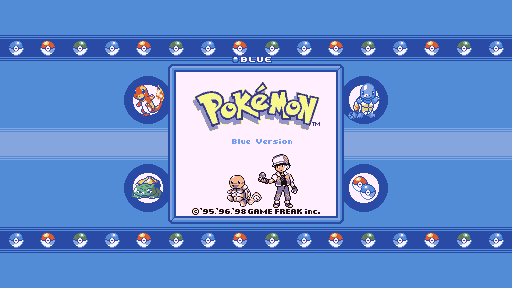 BLUE
POKéMON
TM
Blue Version
©'95.'96.'98 GAME FREAK inc.